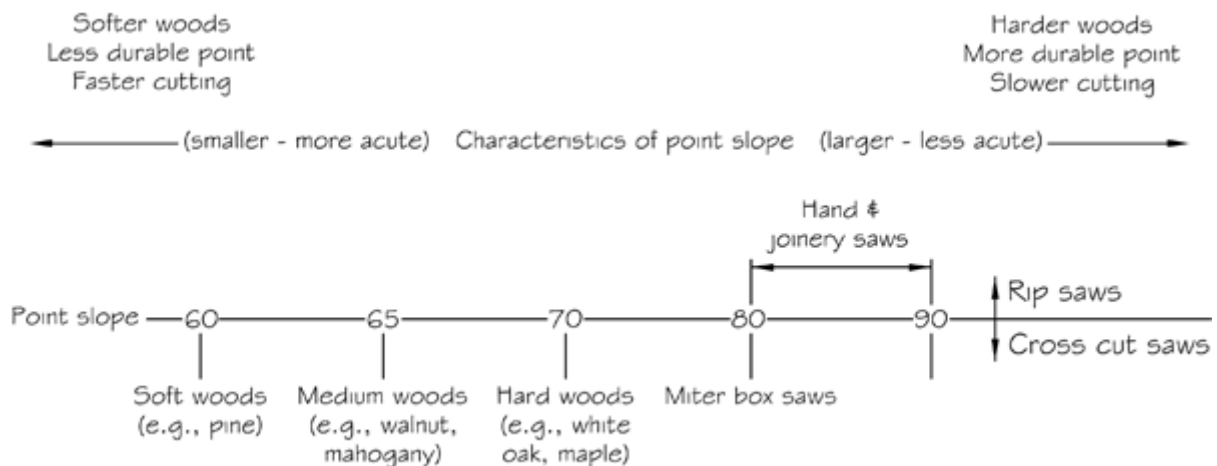 Softer woods
Less durable point
Faster cutting
Harder woods
More durable point
Slower cutting
(smaller - more acute) Characteristics of point slope (larger - less acute)
Hand &
joinery saws
Rip saws
Point slope 60 65 70 80 90
Cross cut saws
Soft woods
(e.g., pine)
Medium woods
(e.g., walnut,
mahogany)
Hard woods
(e.g., white
oak, maple)
Miter box saws